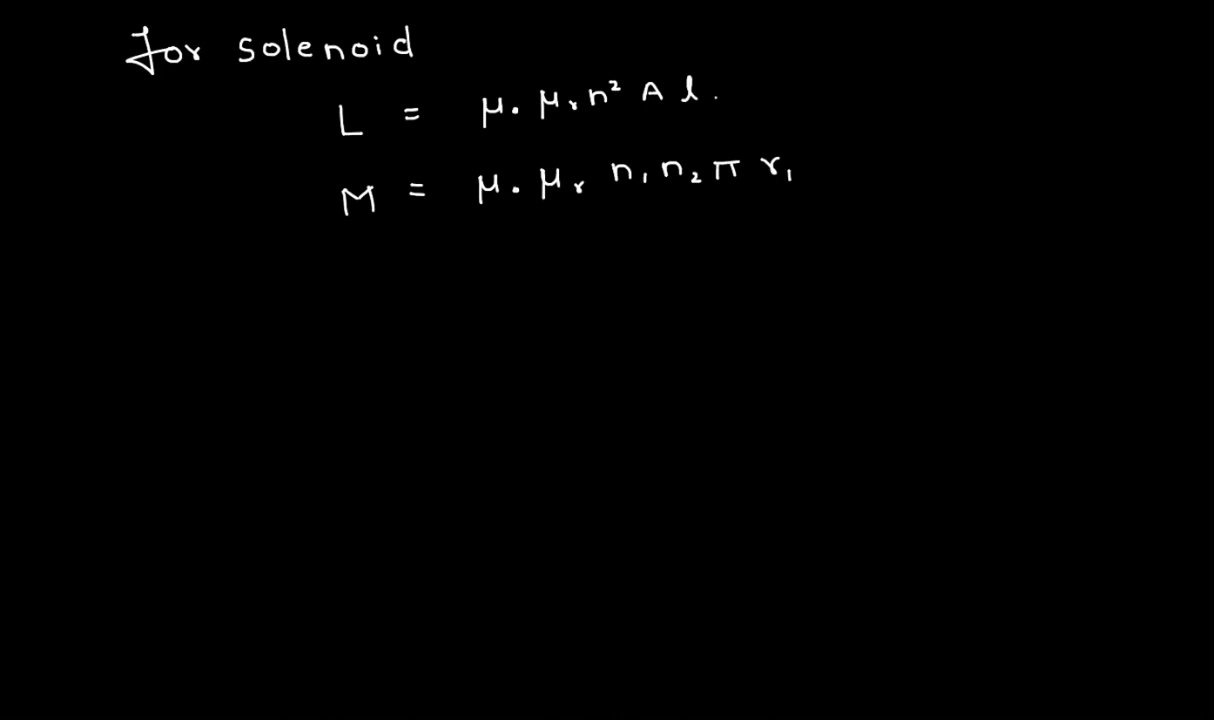 for solenoid
L = μ₀ μᵣ n² A l.
M = μ₀ μᵣ n₁ n₂ π r₁